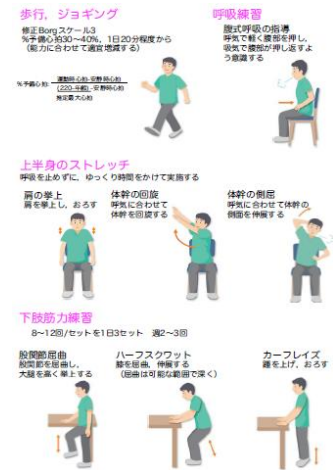 歩行，ジョギング
修正Borgスケール3
%予備心拍30〜40%，1日20分程度から
（能力に合わせて適宜増減する）
%予備心拍:
運動時心拍-安静時心拍
(220-年齢)-安静時心拍
推定最大心拍
呼吸練習
腹式呼吸の指導
呼気で軽く腹部を押し，
吸気で腹部が押し返すよ
う意識する
上半身のストレッチ
呼吸を止めずに，ゆっくり時間をかけて実施する
肩の挙上
肩を挙上し，おろす
体幹の回旋
呼気に合わせて
体幹を回旋する
体幹の側屈
呼気に合わせて体幹の
側面を伸展する
下肢筋力練習
8〜12回/セットを1日3セット　週2〜3回
股関節屈曲
股関節を屈曲し，
大腿を高く挙上する
ハーフスクワット
膝を屈曲，伸展する
（屈曲は可能な範囲で深く）
カーフレイズ
踵を上げ，おろす